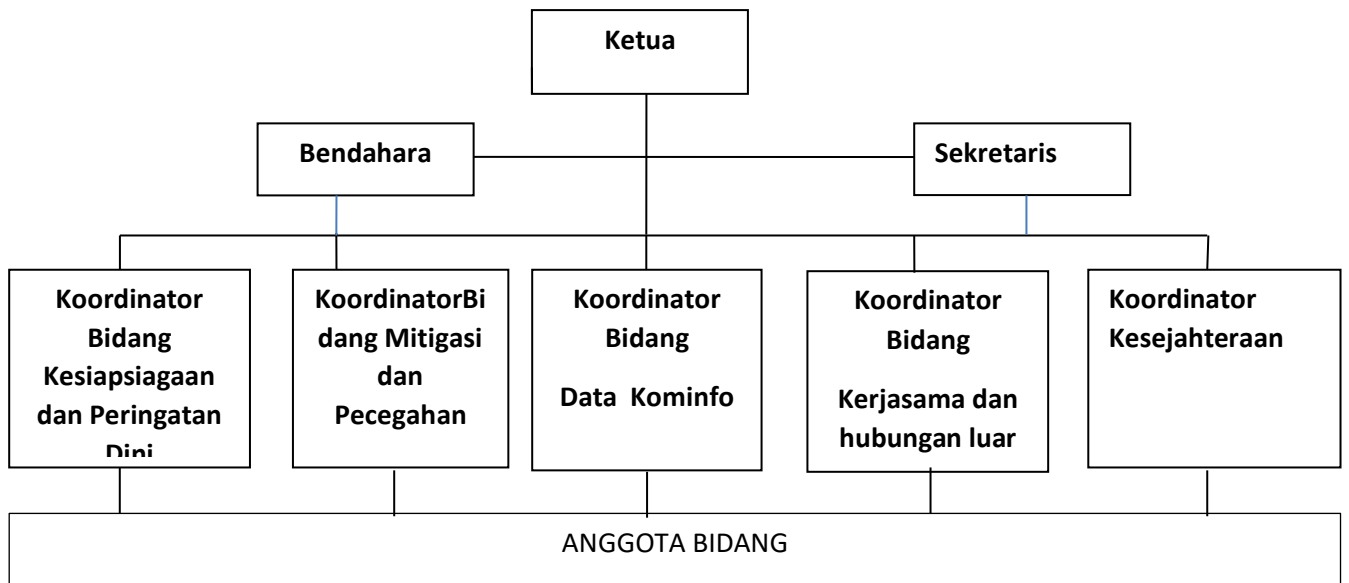 Ketua
Bendahara
Sekretaris
Koordinator
Bidang
Kesiapsiagaan
dan Peringatan
Dini
KoordinatorBi
dang Mitigasi
dan
Pecegahan
Koordinator
Bidang
Data Kominfo
Koordinator
Bidang
Kerjasama dan
hubungan luar
Koordinator
Kesejahteraan
ANGGOTA BIDANG